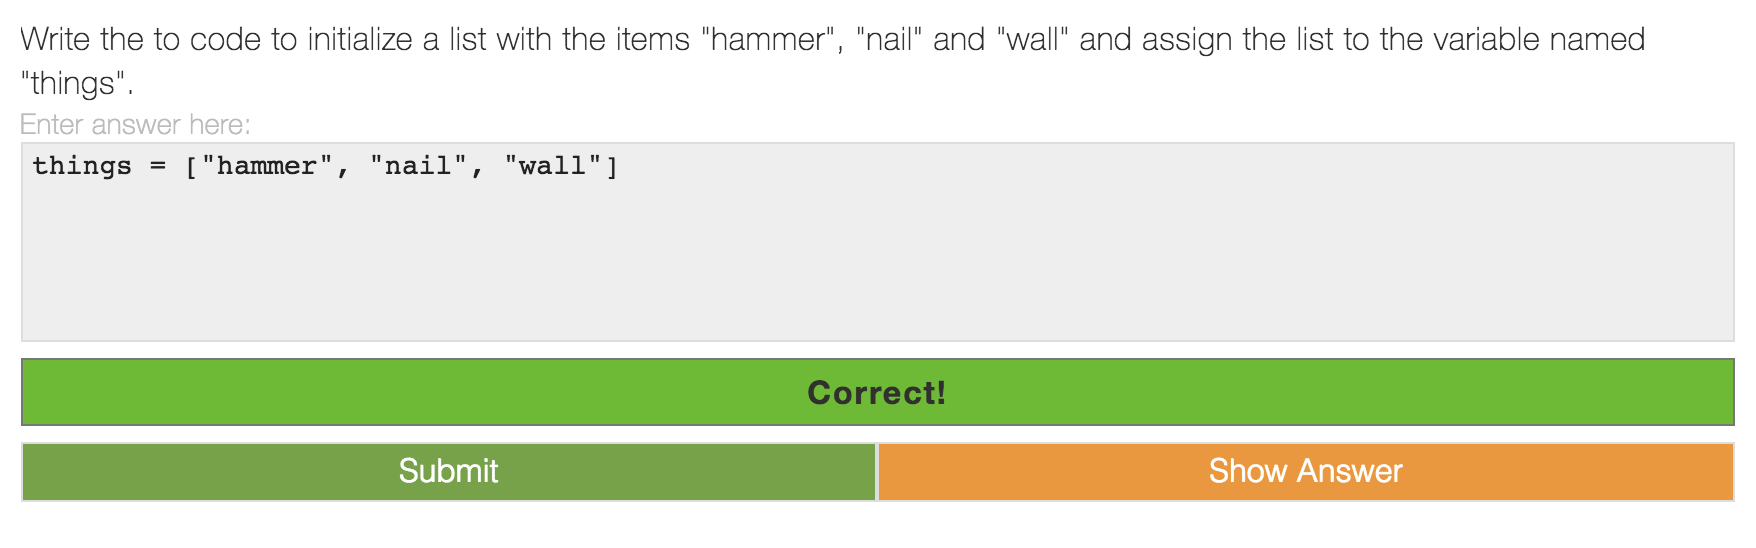 Write the to code to initialize a list with the items "hammer", "nail" and "wall" and assign the list to the variable named
"things".
Enter answer here:
things = ["hammer", "nail", "wall"]
Correct!
Submit
Show Answer